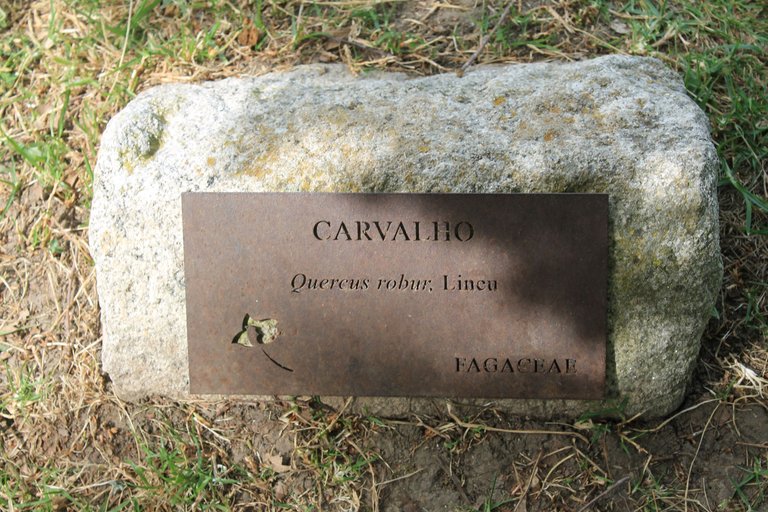 CARVALHO
Quercus robur, Lineu
FAGACEAE